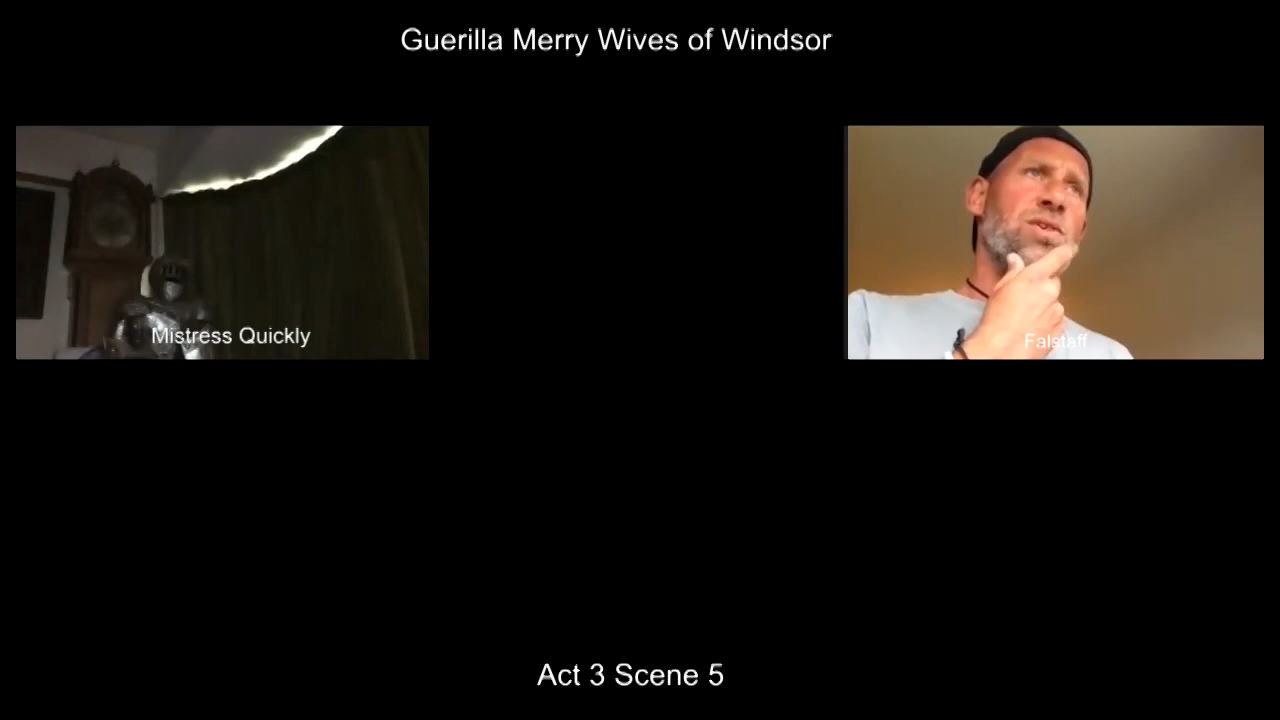 Guerilla Merry Wives of Windsor
Mistress Quickly
Falstaff
Act 3 Scene 5